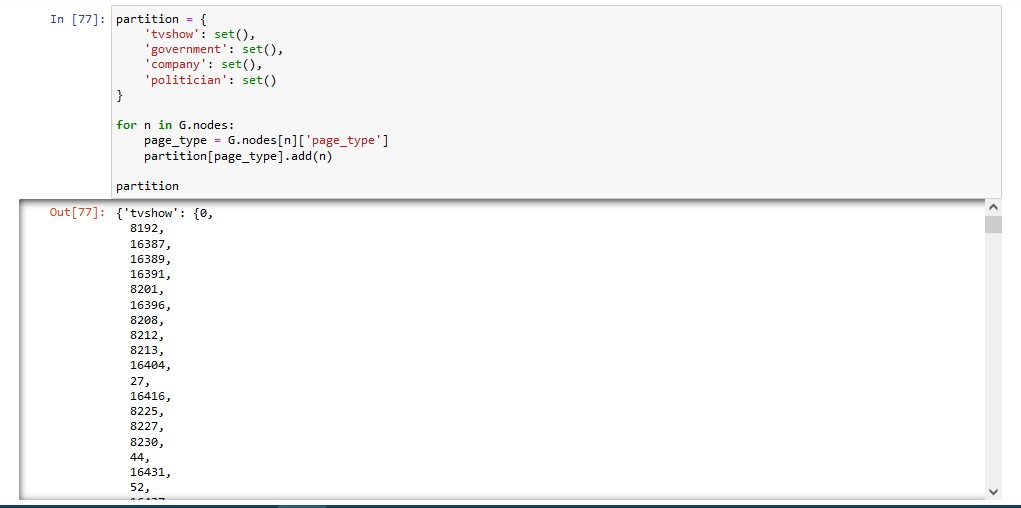 In [77]: partition = {
    'tvshow': set(),
    'government': set(),
    'company': set(),
    'politician': set()
}
for n in G.nodes:
    page_type = G.nodes[n]['page_type']
    partition[page_type].add(n)
partition
Out[77]: {'tvshow': {0,
8192,
16387,
16389,
16391,
8201,
16396,
8208,
8212,
8213,
16404,
27,
16416,
8225,
8227,
8230,
44,
16431,
52,